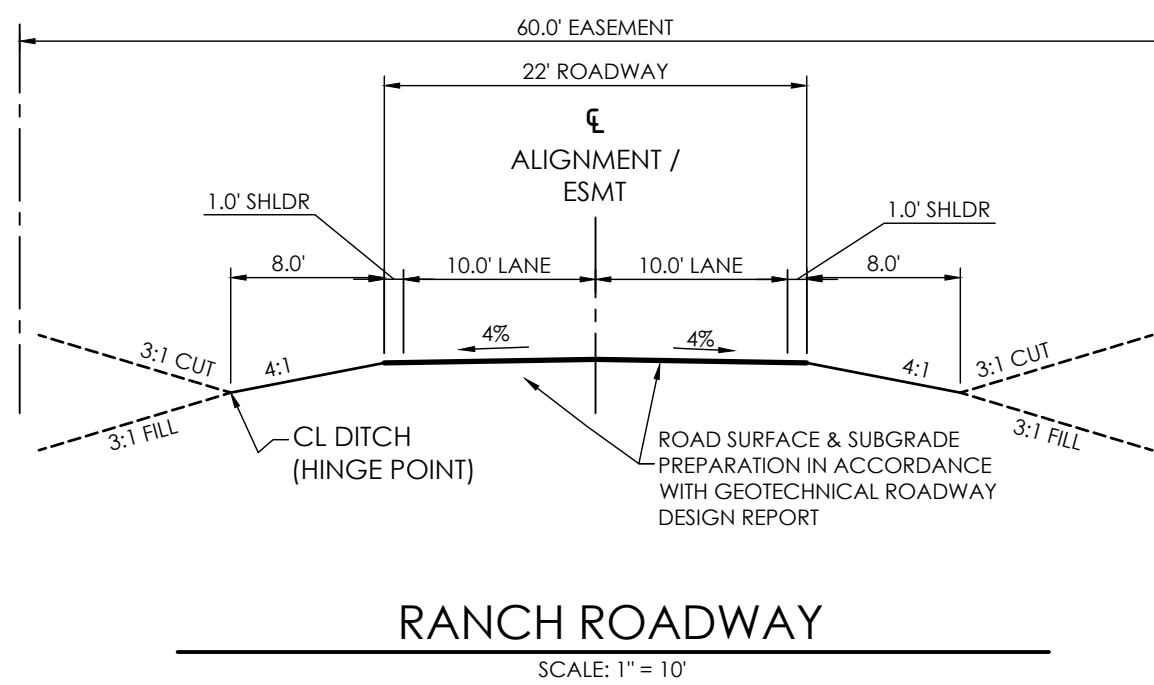 60.0' EASEMENT
22' ROADWAY
℄
ALIGNMENT /
ESMT
1.0' SHLDR
1.0' SHLDR
8.0'
10.0' LANE
10.0' LANE
8.0'
4%
4%
3:1 CUT
4:1
4:1
3:1 CUT
3:1 FILL
3:1 FILL
CL DITCH
(HINGE POINT)
ROAD SURFACE & SUBGRADE
PREPARATION IN ACCORDANCE
WITH GEOTECHNICAL ROADWAY
DESIGN REPORT
RANCH ROADWAY
SCALE: 1" = 10'